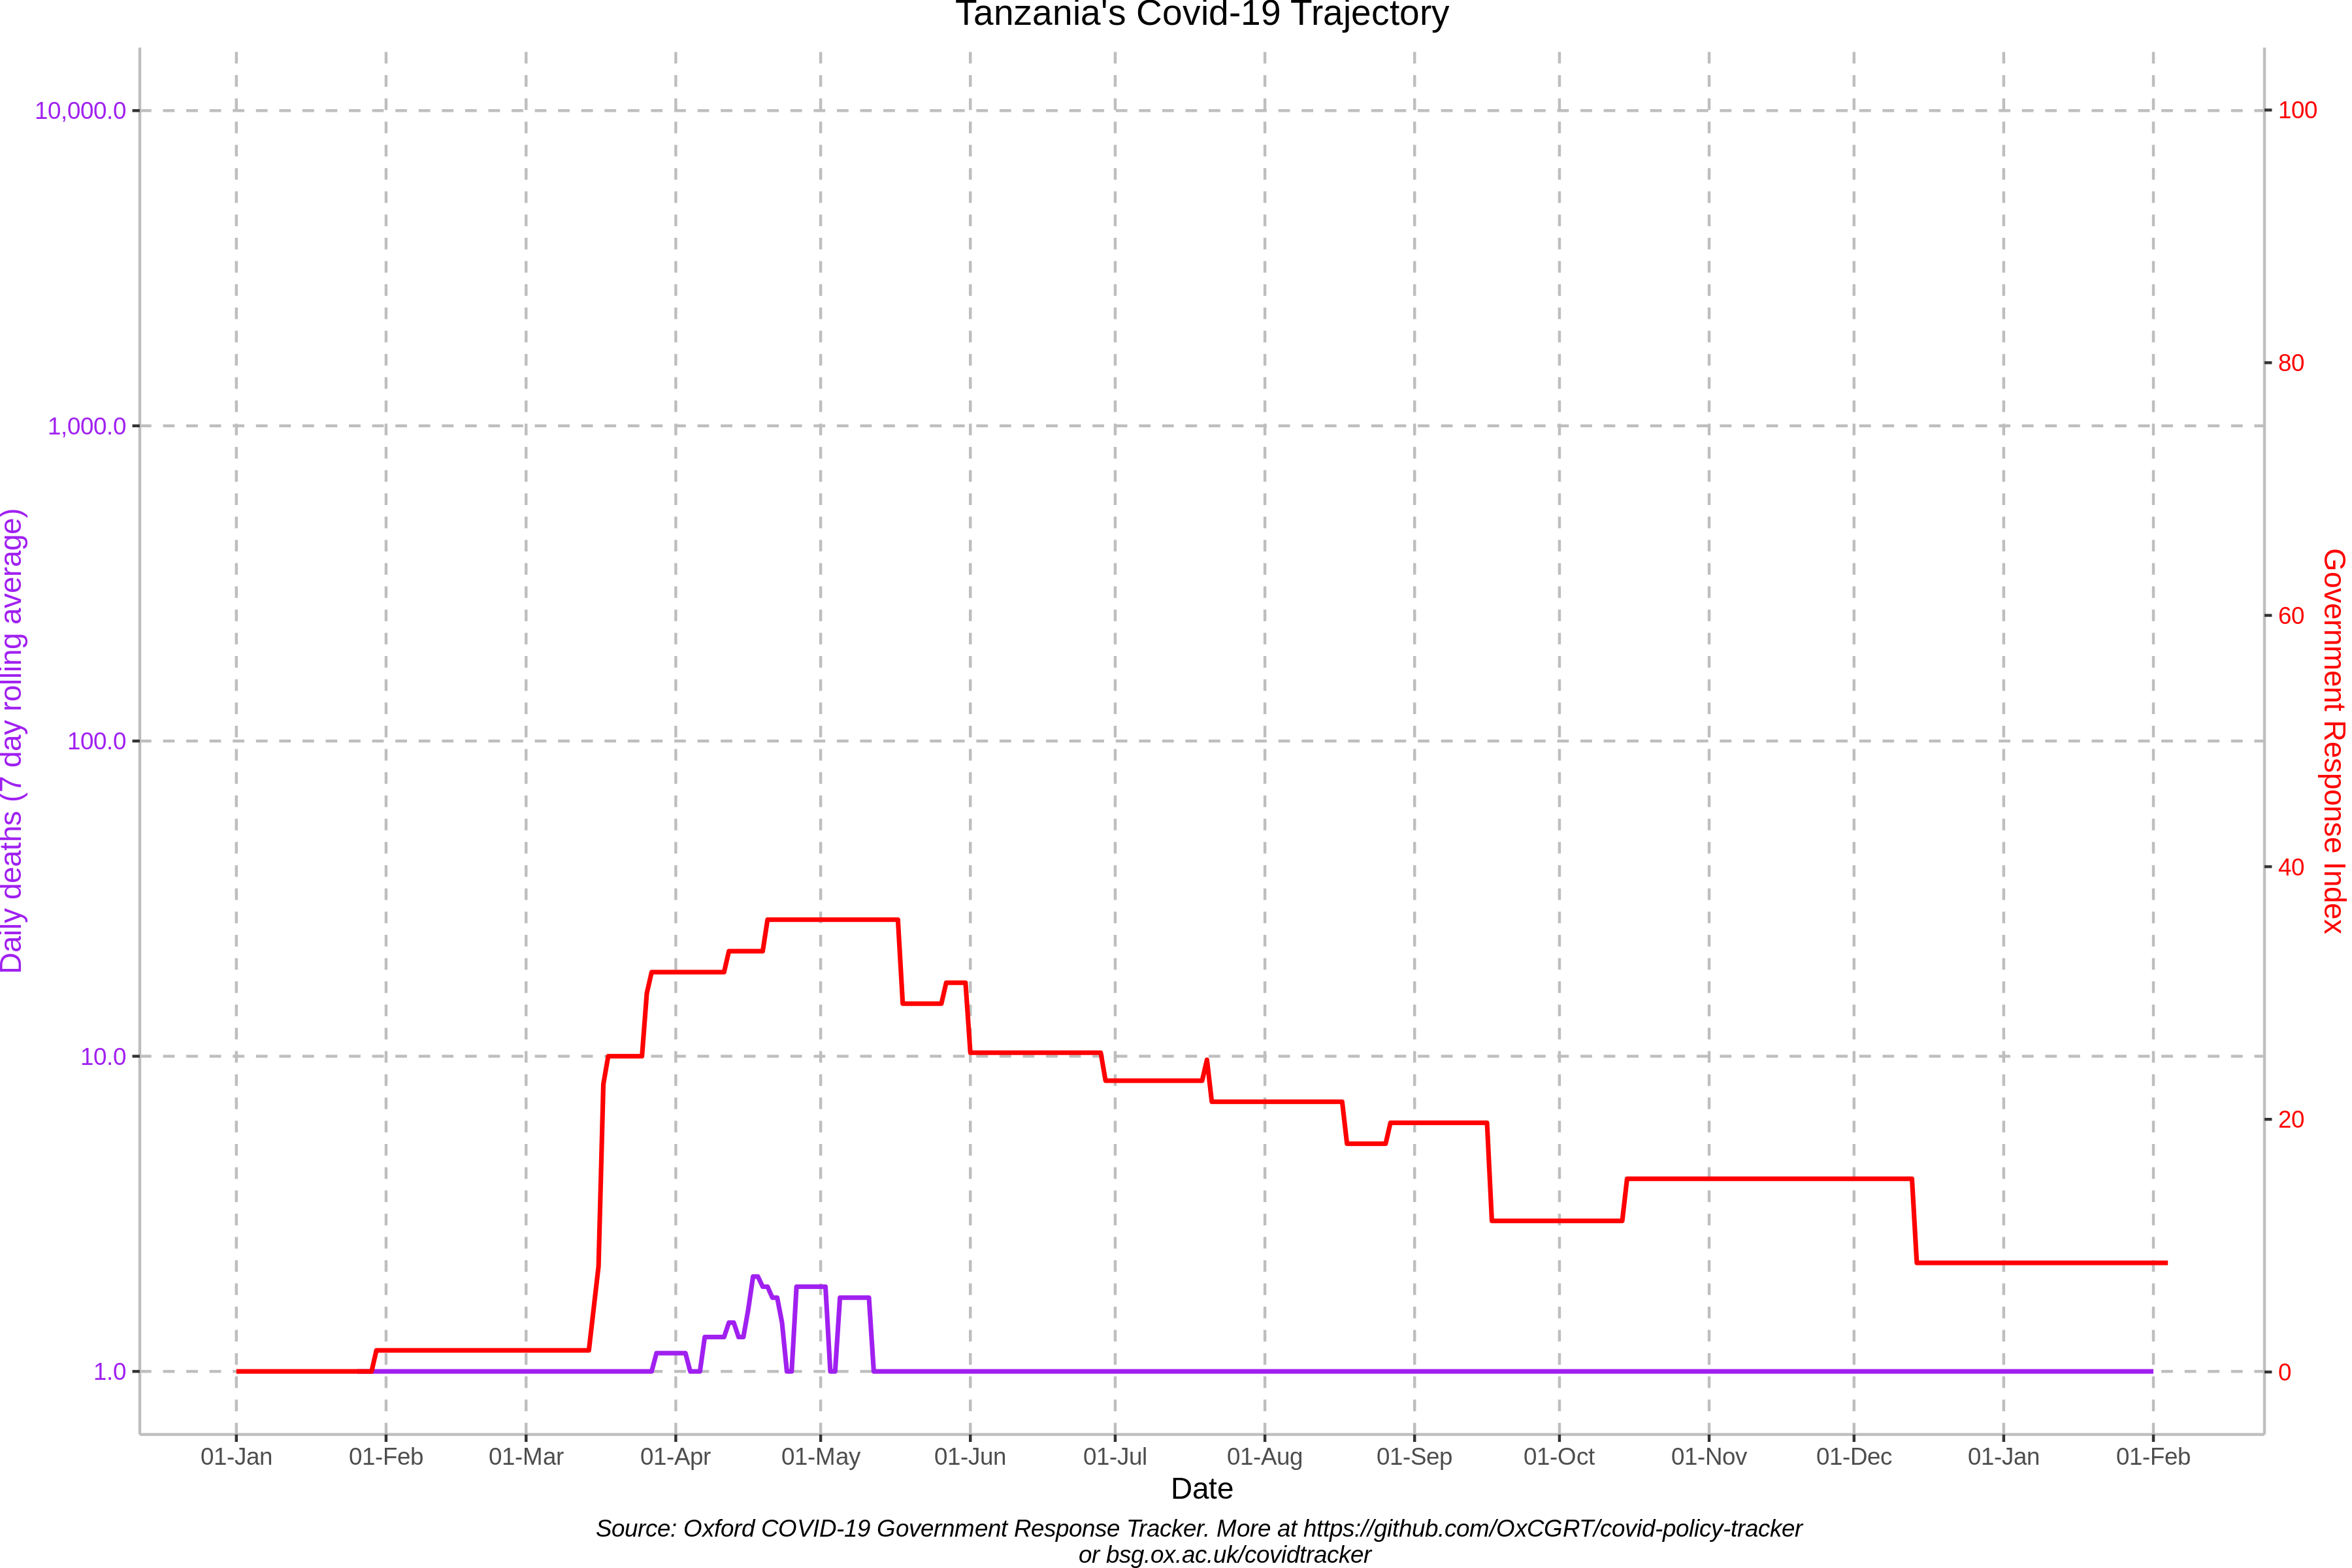 Tanzania's Covid-19 Trajectory
Daily deaths (7 day rolling average)
10,000.0
1,000.0
100.0
10.0
1.0
100
80
60
40
20
0
Government Response Index
01-Jan
01-Feb
01-Mar
01-Apr
01-May
01-Jun
01-Jul
01-Aug
01-Sep
01-Oct
01-Nov
01-Dec
01-Jan
01-Feb
Date
Source: Oxford COVID-19 Government Response Tracker. More at https://github.com/OxCGRT/covid-policy-tracker
or bsg.ox.ac.uk/covidtracker